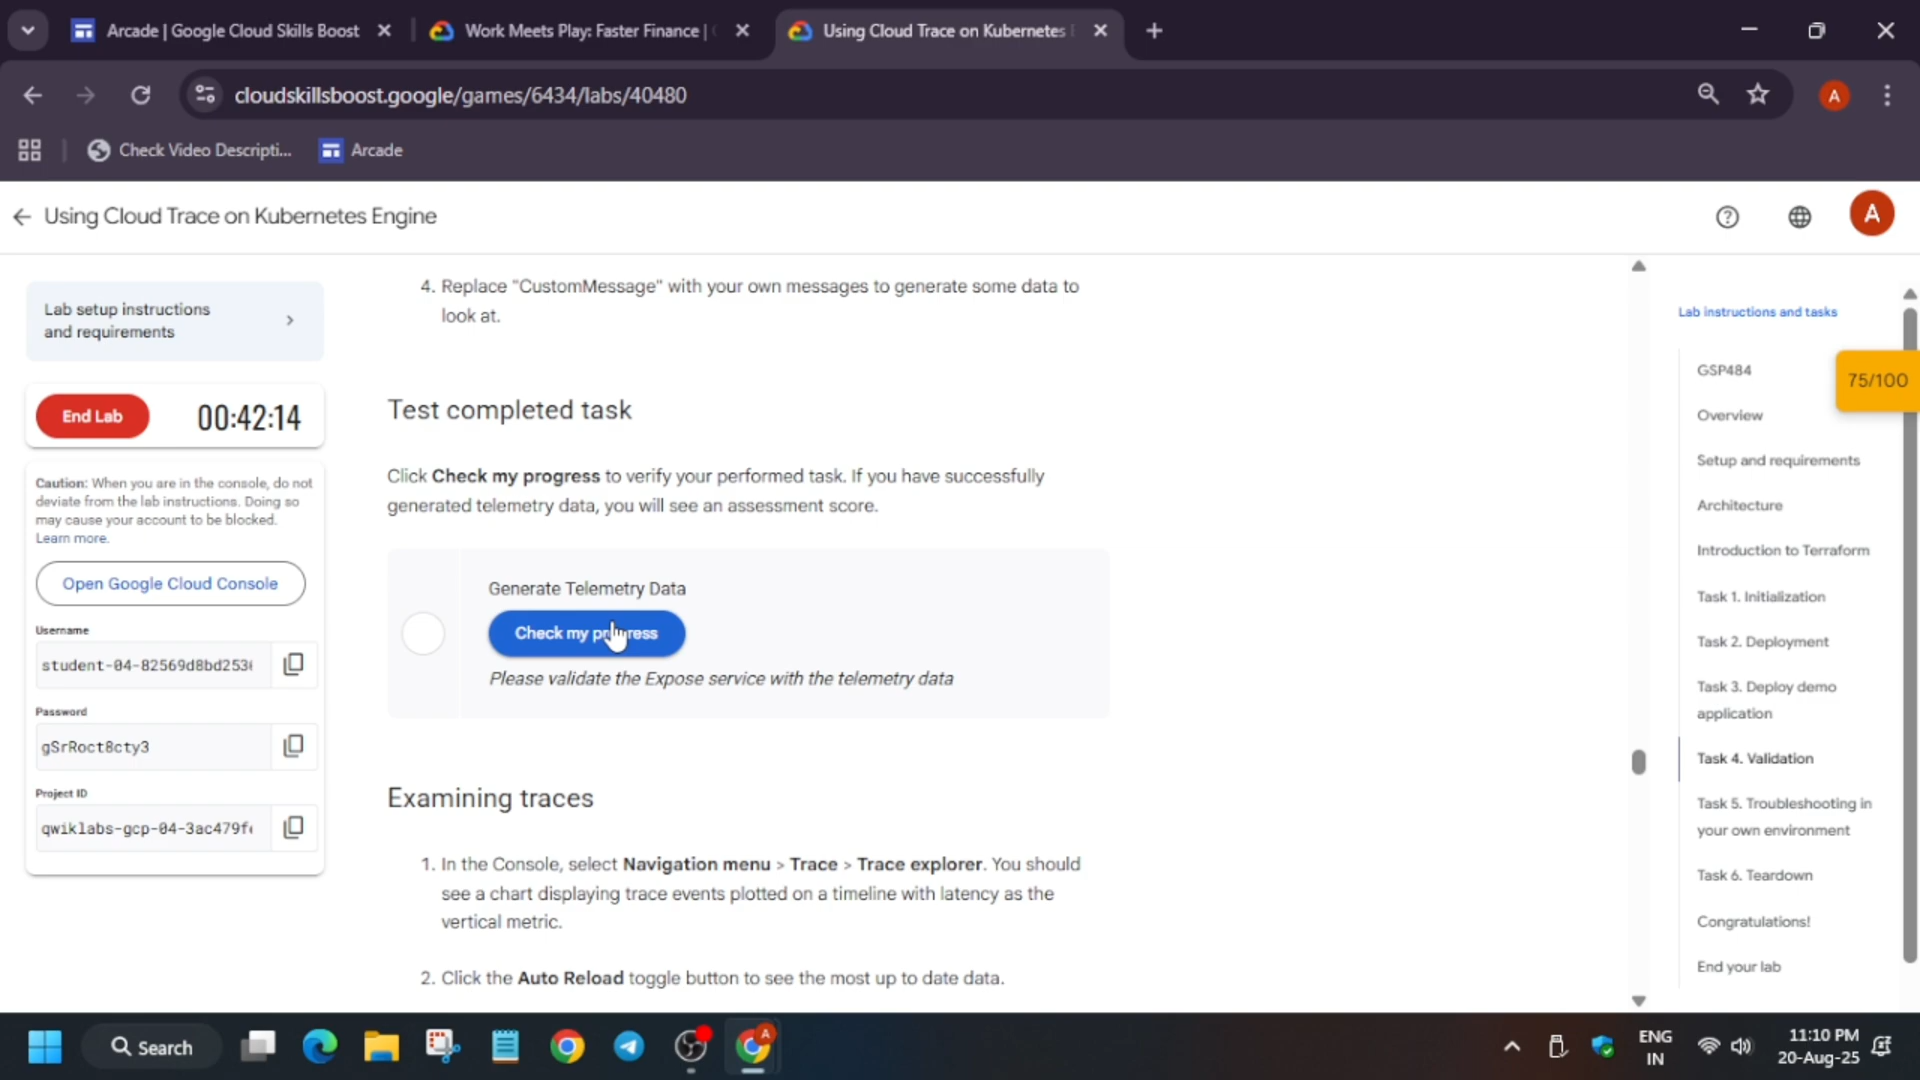 Arcade | Google Cloud Skills Boost
Work Meets Play: Faster Finance |
Using Cloud Trace on Kubernetes
cloudskillsboost.google/games/6434/labs/40480
A
Check Video Descripti...
Arcade
Using Cloud Trace on Kubernetes Engine
A
Lab setup instructions
and requirements
End Lab
00:42:14
Caution: When you are in the console, do not
deviate from the lab instructions. Doing so
may cause your account to be blocked.
Learn more.
Open Google Cloud Console
Username
student-04-82569d8bd253
Password
gSrRoct8cty3
Project ID
qwiklabs-gcp-04-3ac479f
4. Replace "CustomMessage" with your own messages to generate some data to
look at.
Test completed task
Click Check my progress to verify your performed task. If you have successfully
generated telemetry data, you will see an assessment score.
Generate Telemetry Data
Check my progress
Please validate the Expose service with the telemetry data
Examining traces
1. In the Console, select Navigation menu > Trace > Trace explorer. You should
see a chart displaying trace events plotted on a timeline with latency as the
vertical metric.
2. Click the Auto Reload toggle button to see the most up to date data.
Lab instructions and tasks
GSP484
75/100
Overview
Setup and requirements
Architecture
Introduction to Terraform
Task 1. Initialization
Task 2. Deployment
Task 3. Deploy demo
application
Task 4. Validation
Task 5. Troubleshooting in
your own environment
Task 6. Teardown
Congratulations!
End your lab
Search
A
ENG
IN
11:10 PM
20-Aug-25